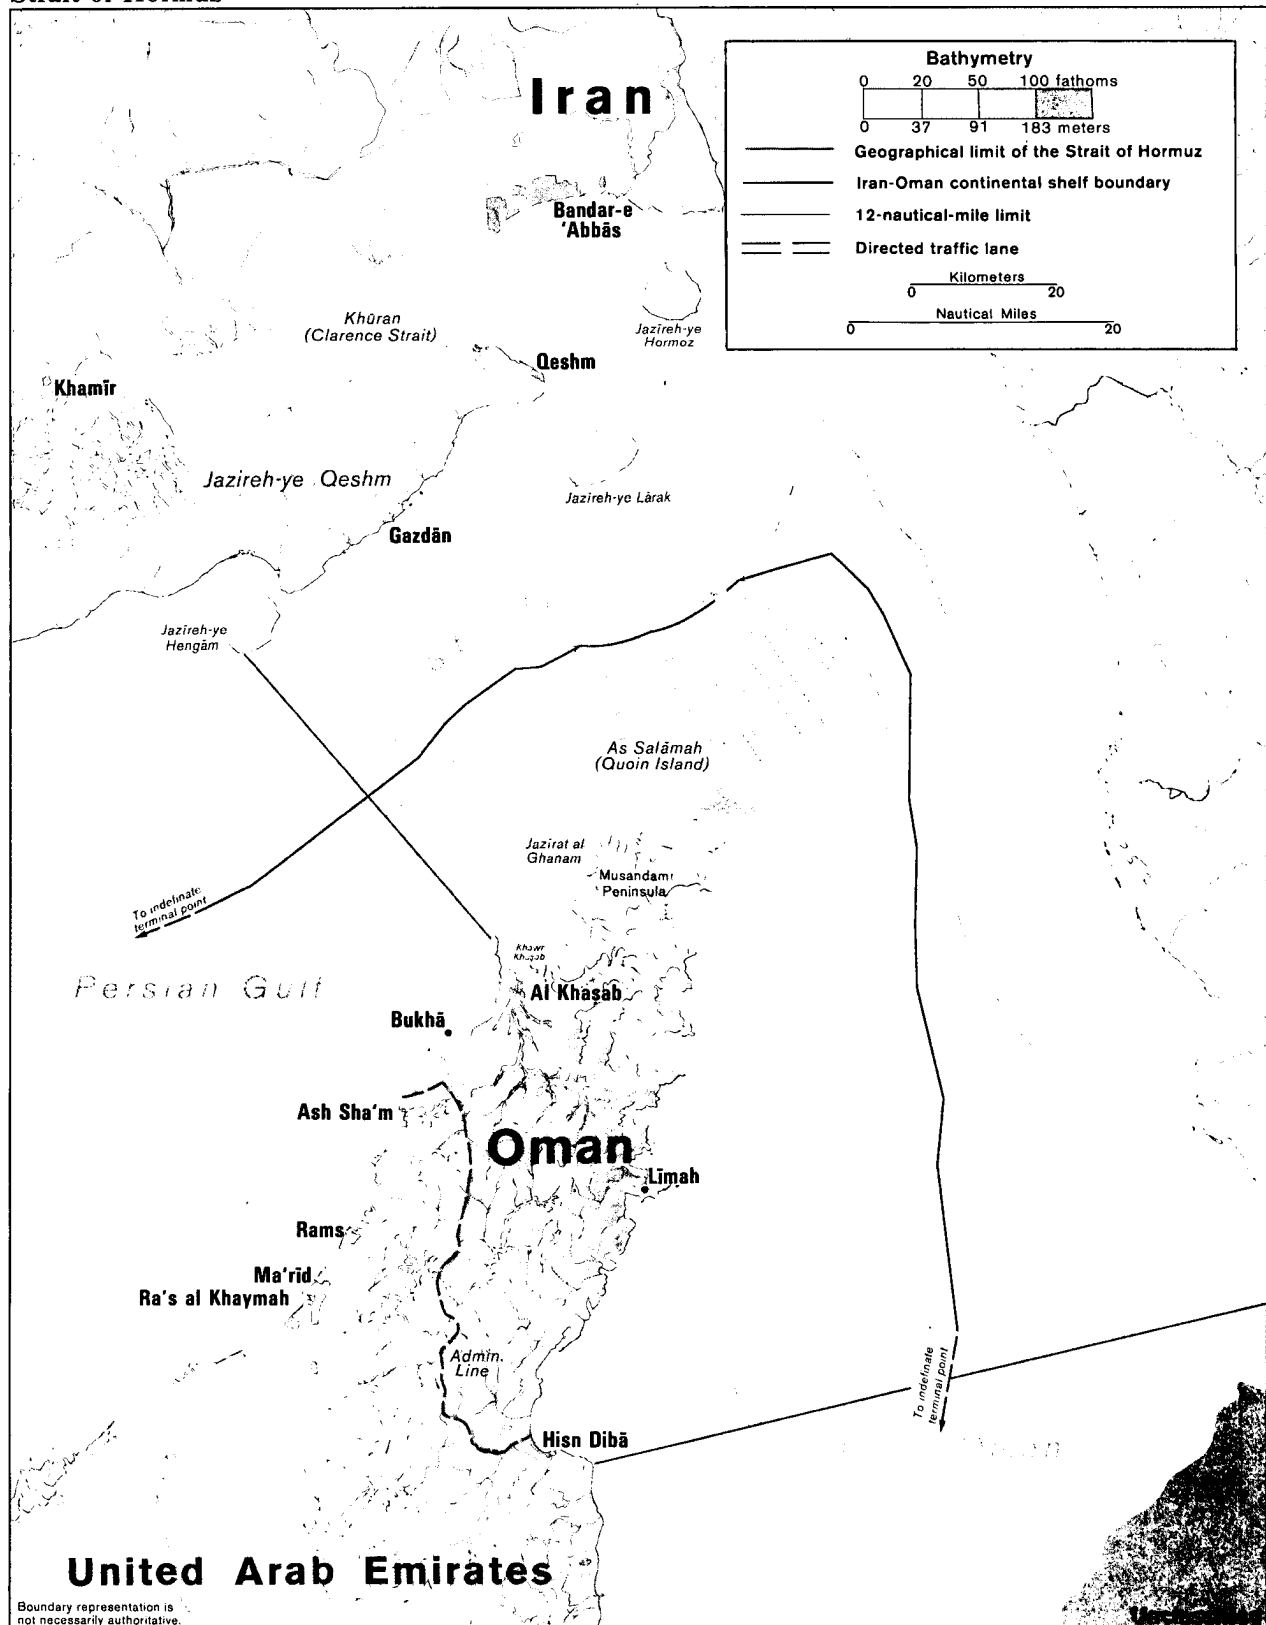 Strait of Hormuz
Iran
Bathymetry
0 20 50 100 fathoms
0 37 91 183 meters
Geographical limit of the Strait of Hormuz
Iran-Oman continental shelf boundary
12-nautical-mile limit
Directed traffic lane
Kilometers
0 20
Nautical Miles
0 20
Bandar-e
'Abbās
Khūran
(Clarence Strait)
Jazīreh-ye
Hormoz
Qeshm
Khamīr
Jazireh-ye Qeshm
Jazīreh-ye Lārak
Gazdān
Jazīreh-ye
Hengām
As Salāmah
(Quoin Island)
Jazīrat al
Ghanam
Musandam
Peninsula
To indefinate
terminal point
Khawr
Persian Gulf
Al Khaşab
Bukhā
Ash Sha'm
Oman
Līmah
Rams
Ma'rīd
Ra's al Khaymah
Admin.
Line
To indefinate
terminal point
Hisn Dibā
United Arab Emirates
Boundary representation is
not necessarily authoritative.